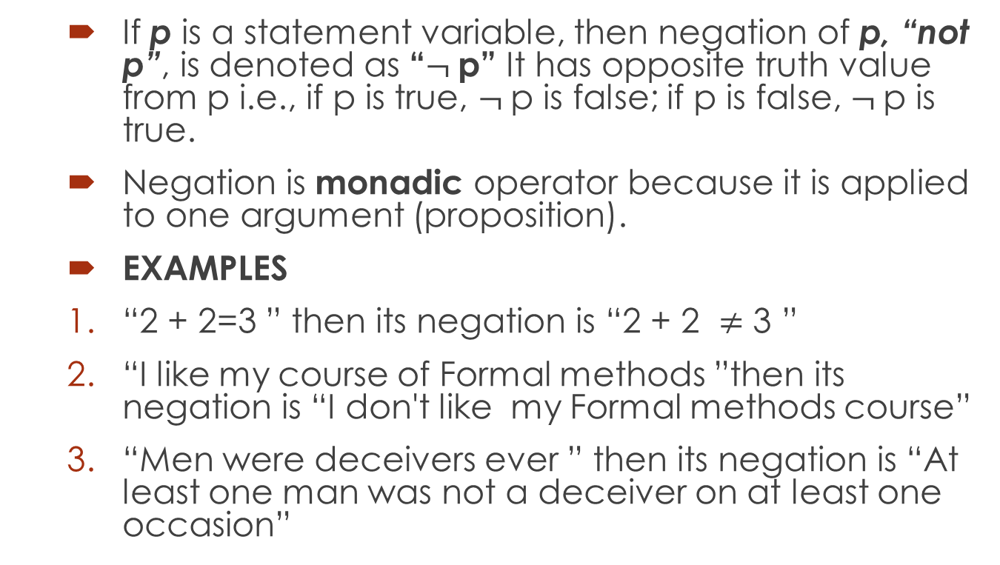 If p is a statement variable, then negation of p, “not
p”, is denoted as “¬ p” It has opposite truth value
from p i.e., if p is true, ¬ p is false; if p is false, ¬ p is
true.
Negation is monadic operator because it is applied
to one argument (proposition).
EXAMPLES
1. “2 + 2=3 ” then its negation is “2 + 2 ≠ 3 ”
2. “I like my course of Formal methods ”then its
negation is “I don't like my Formal methods course”
3. “Men were deceivers ever ” then its negation is “At
least one man was not a deceiver on at least one
occasion”